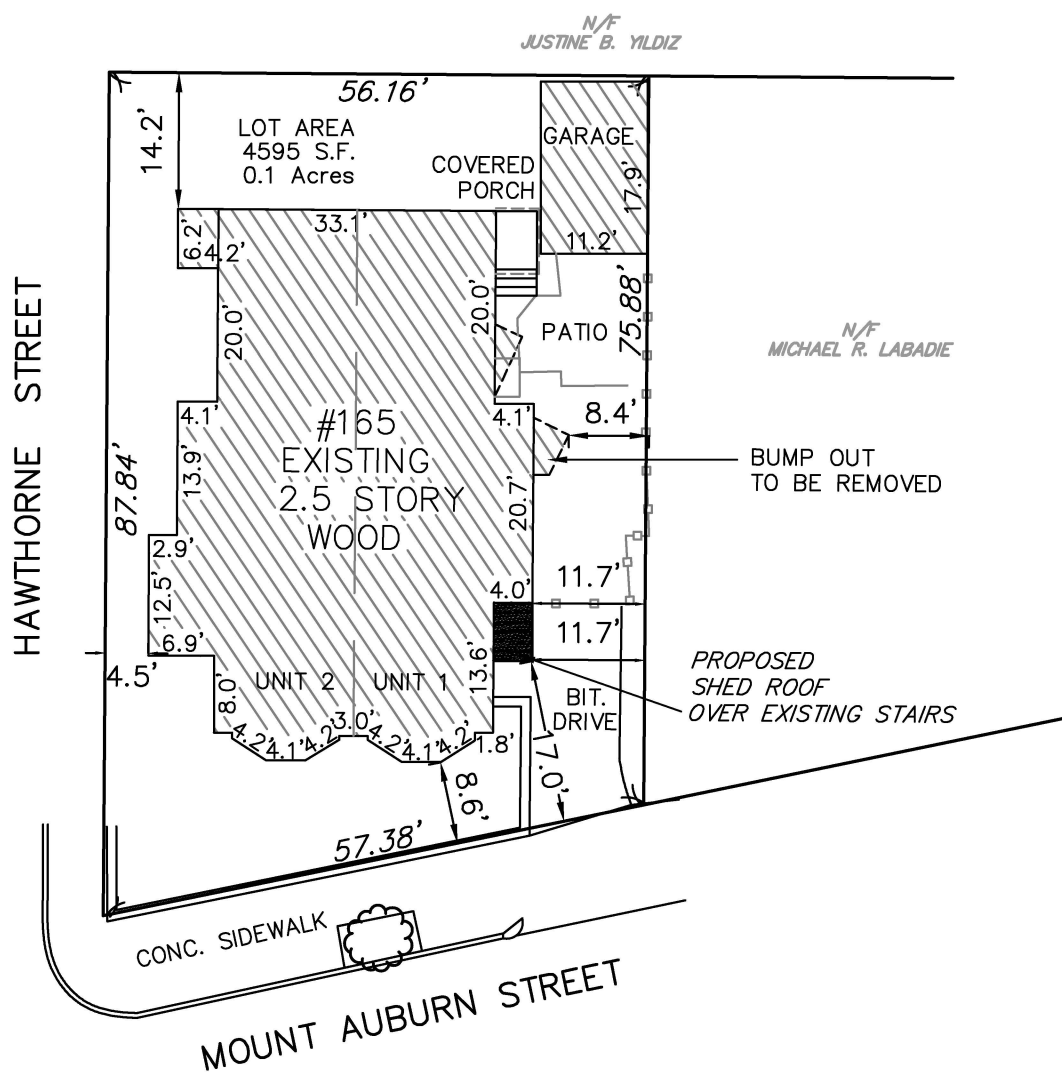 N/F
JUSTINE B. YILDIZ
56.16'
14.2'
LOT AREA
4595 S.F.
0.1 Acres
COVERED
PORCH
GARAGE
17.9'
11.2'
33.1'
6.2'
4.2'
20.0'
20.0'
PATIO
75.88'
N/F
MICHAEL R. LABADIE
HAWTHORNE STREET
87.84'
4.1'
13.9'
#165
EXISTING
2.5 STORY
WOOD
4.1'
8.4'
BUMP OUT
TO BE REMOVED
20.7'
2.9'
12.5'
6.9'
4.5'
4.0'
11.7'
11.7'
PROPOSED
SHED ROOF
OVER EXISTING STAIRS
UNIT 2
UNIT 1
13.6'
8.0'
BIT.
DRIVE
4.2'
4.1'
4.2'
3.0'
4.2'
4.1'
4.2'
1.8'
17.0'
8.6'
57.38'
CONC. SIDEWALK
MOUNT AUBURN STREET